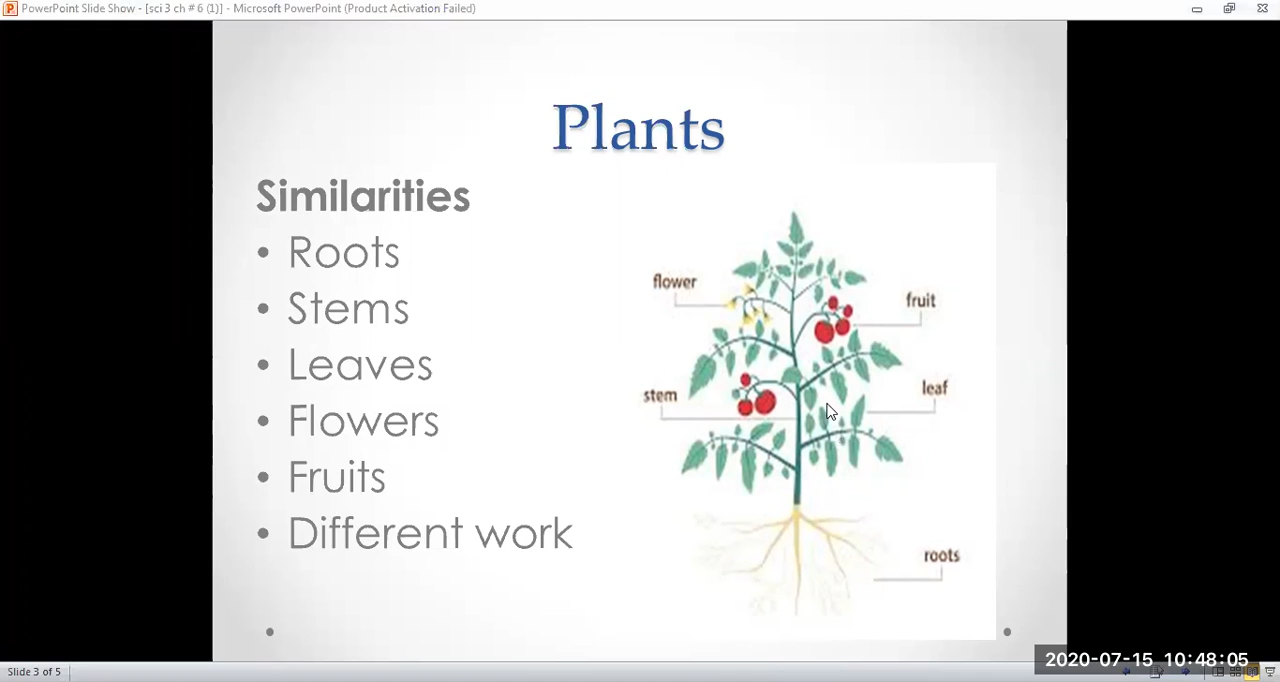 PowerPoint Slide Show - [sci 3 ch # 6 (1)] - Microsoft PowerPoint (Product Activation Failed)
Plants
Similarities
• Roots
• Stems
• Leaves
• Flowers
• Fruits
• Different work
flower
fruit
stem
leaf
roots
Slide 3 of 5
2020-07-15 10:48:05